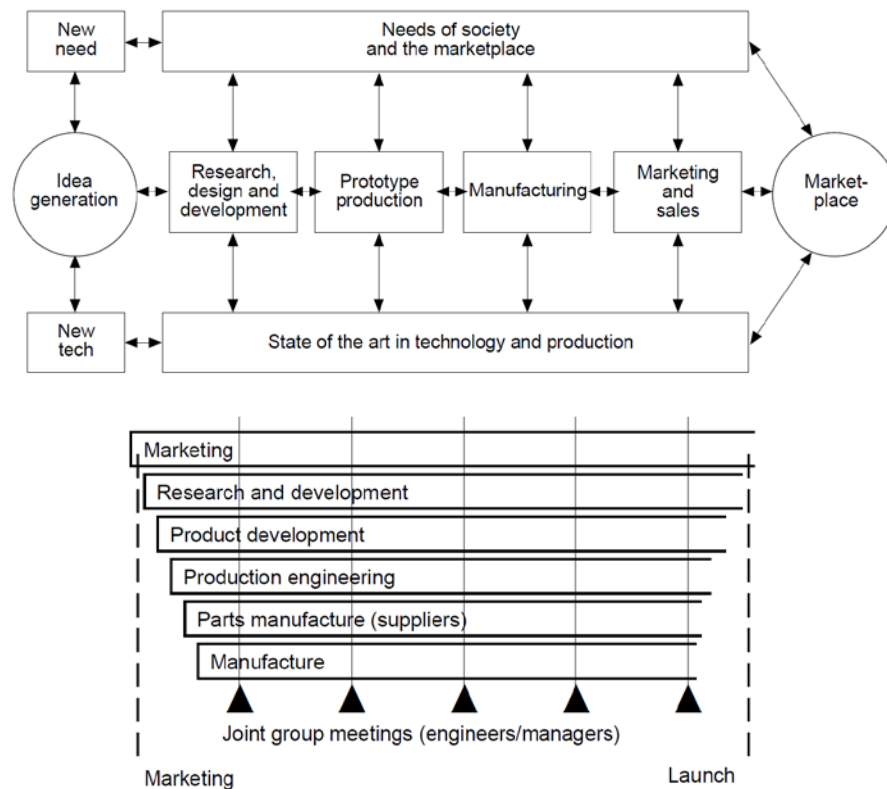 New
need
Needs of society
and the marketplace
Idea
generation
Research,
design and
development
Prototype
production
Manufacturing
Marketing
and
sales
Market-
place
New
tech
State of the art in technology and production
Marketing
Research and development
Product development
Production engineering
Parts manufacture (suppliers)
Manufacture
Joint group meetings (engineers/managers)
Marketing
Launch